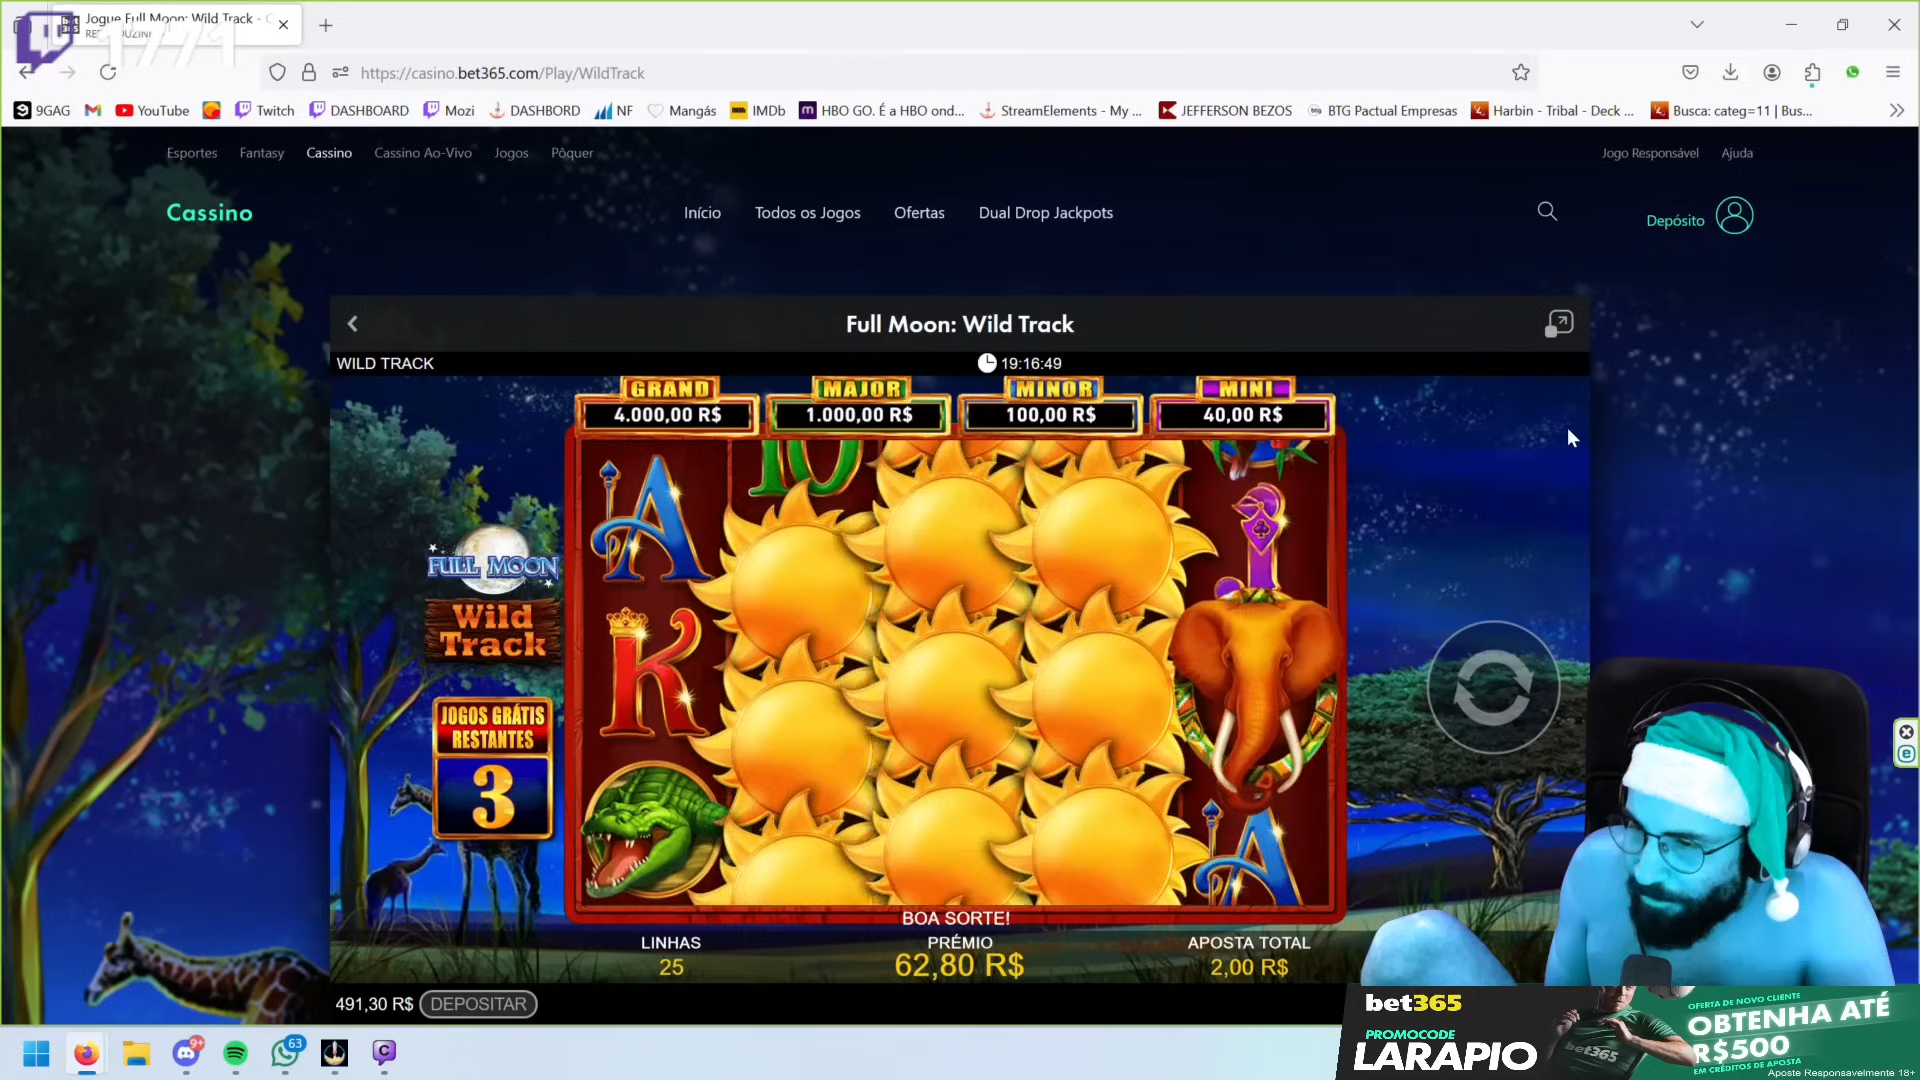 Jogue Full Moon: Wild Track - C
1771
https://casino.bet365.com/Play/WildTrack
9GAG
YouTube
Twitch
DASHBOARD
Mozi
DASHBORD
NF
Mangás
IMDb
HBO GO. É a HBO ond...
StreamElements - My ...
JEFFERSON BEZOS
BTG Pactual Empresas
Harbin - Tribal - Deck ...
Busca: categ=11 | Bus...
Esportes
Fantasy
Cassino
Cassino Ao-Vivo
Jogos
Pôquer
Jogo Responsável
Ajuda
Cassino
Início
Todos os Jogos
Ofertas
Dual Drop Jackpots
Depósito
Full Moon: Wild Track
WILD TRACK
19:16:49
GRAND
MAJOR
MINOR
MINI
4.000,00 R$
1.000,00 R$
100,00 R$
40,00 R$
10
A
FULL MOON
Wild
Track
K
JOGOS GRÁTIS
RESTANTES
3
A
BOA SORTE!
LINHAS
25
PRÉMIO
62,80 R$
APOSTA TOTAL
2,00 R$
491,30 R$
DEPOSITAR
bet365
PROMOCODE
LARAPIO
bet365
OFERTA DE NOVO CLIENTE
OBTENHA ATÉ
R$500
EM CRÉDITOS DE APOSTA
Aposte Responsavelmente 18+
9+
63